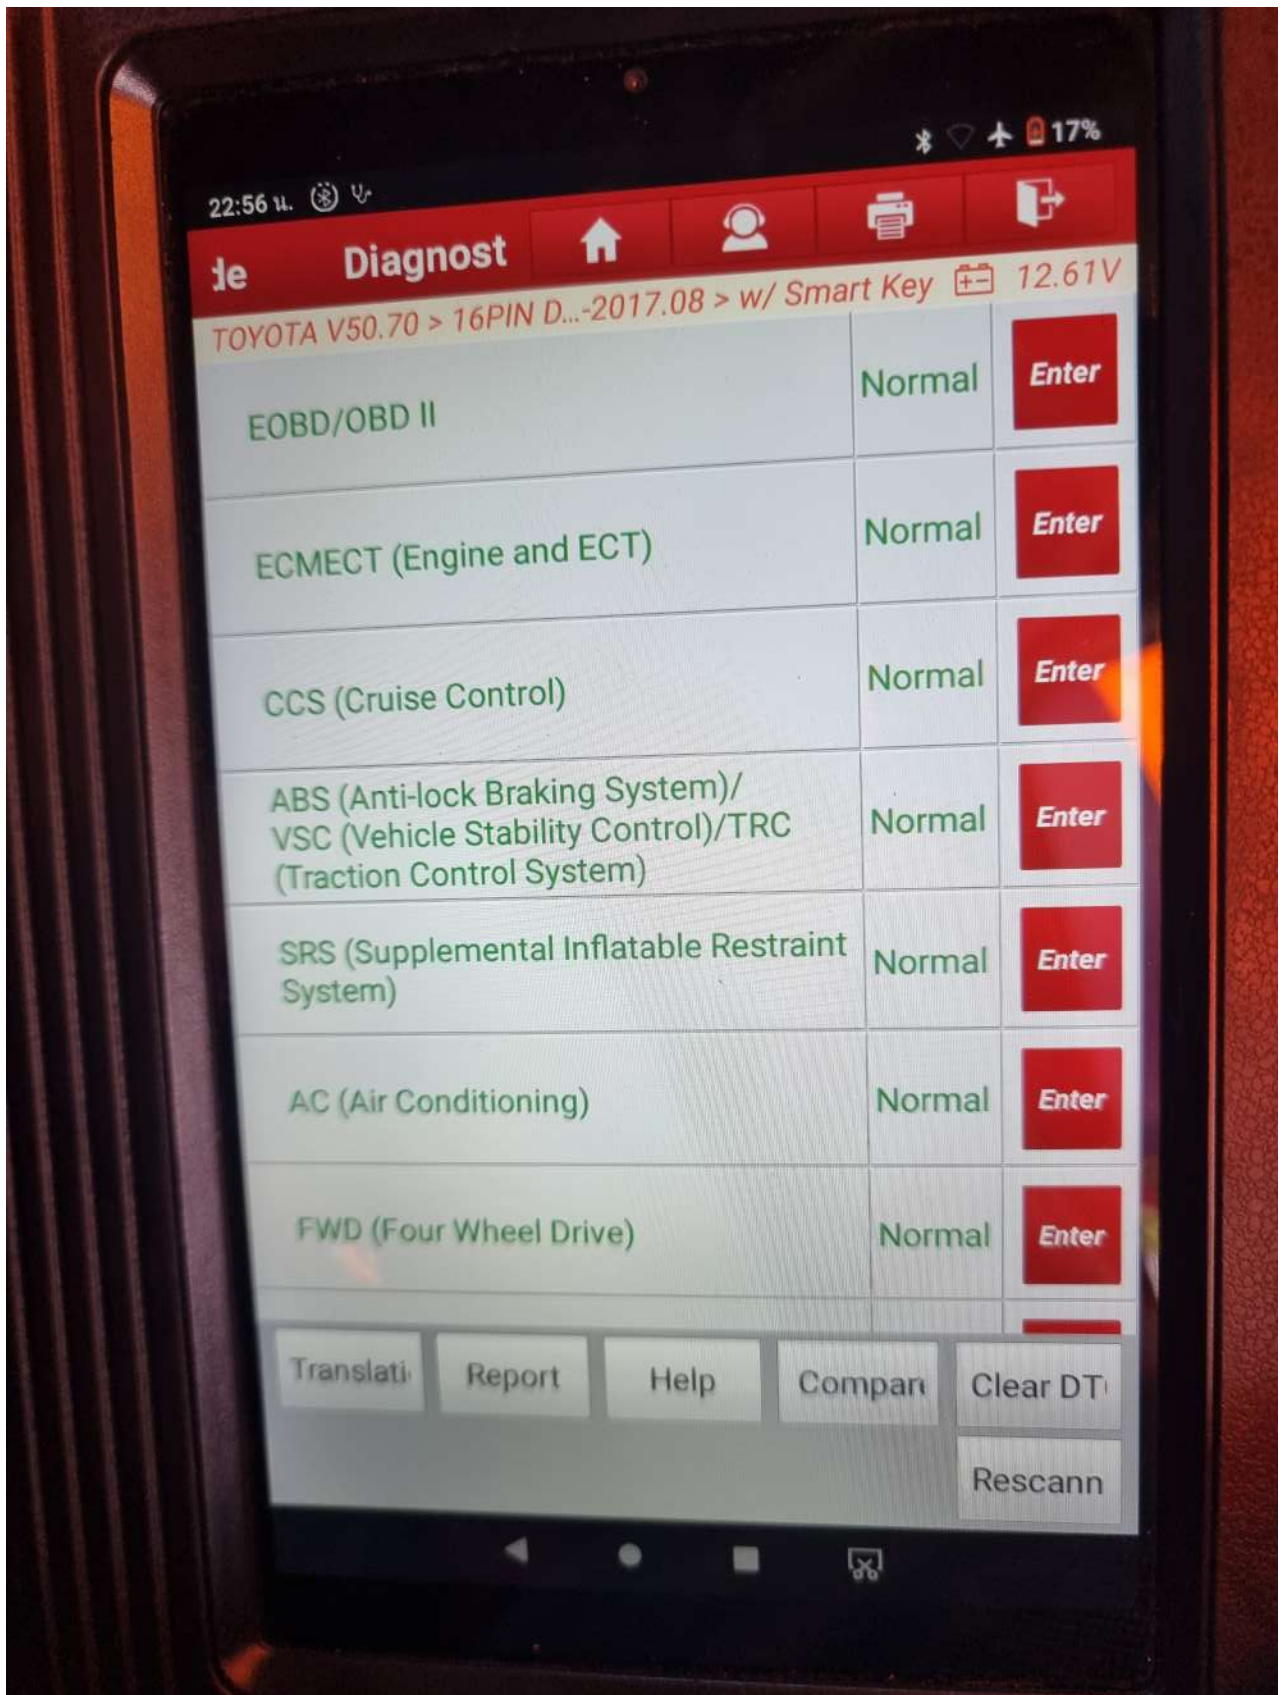 22:56 น.
17%
Diagnost
TOYOTA V50.70 > 16PIN D...-2017.08 > w/ Smart Key 12.61V
EOBD/OBD II Normal Enter
ECMECT (Engine and ECT) Normal Enter
CCS (Cruise Control) Normal Enter
ABS (Anti-lock Braking System)/
VSC (Vehicle Stability Control)/TRC
(Traction Control System) Normal Enter
SRS (Supplemental Inflatable Restraint
System) Normal Enter
AC (Air Conditioning) Normal Enter
FWD (Four Wheel Drive) Normal Enter
Translati Report Help Compar Clear DT
Rescann